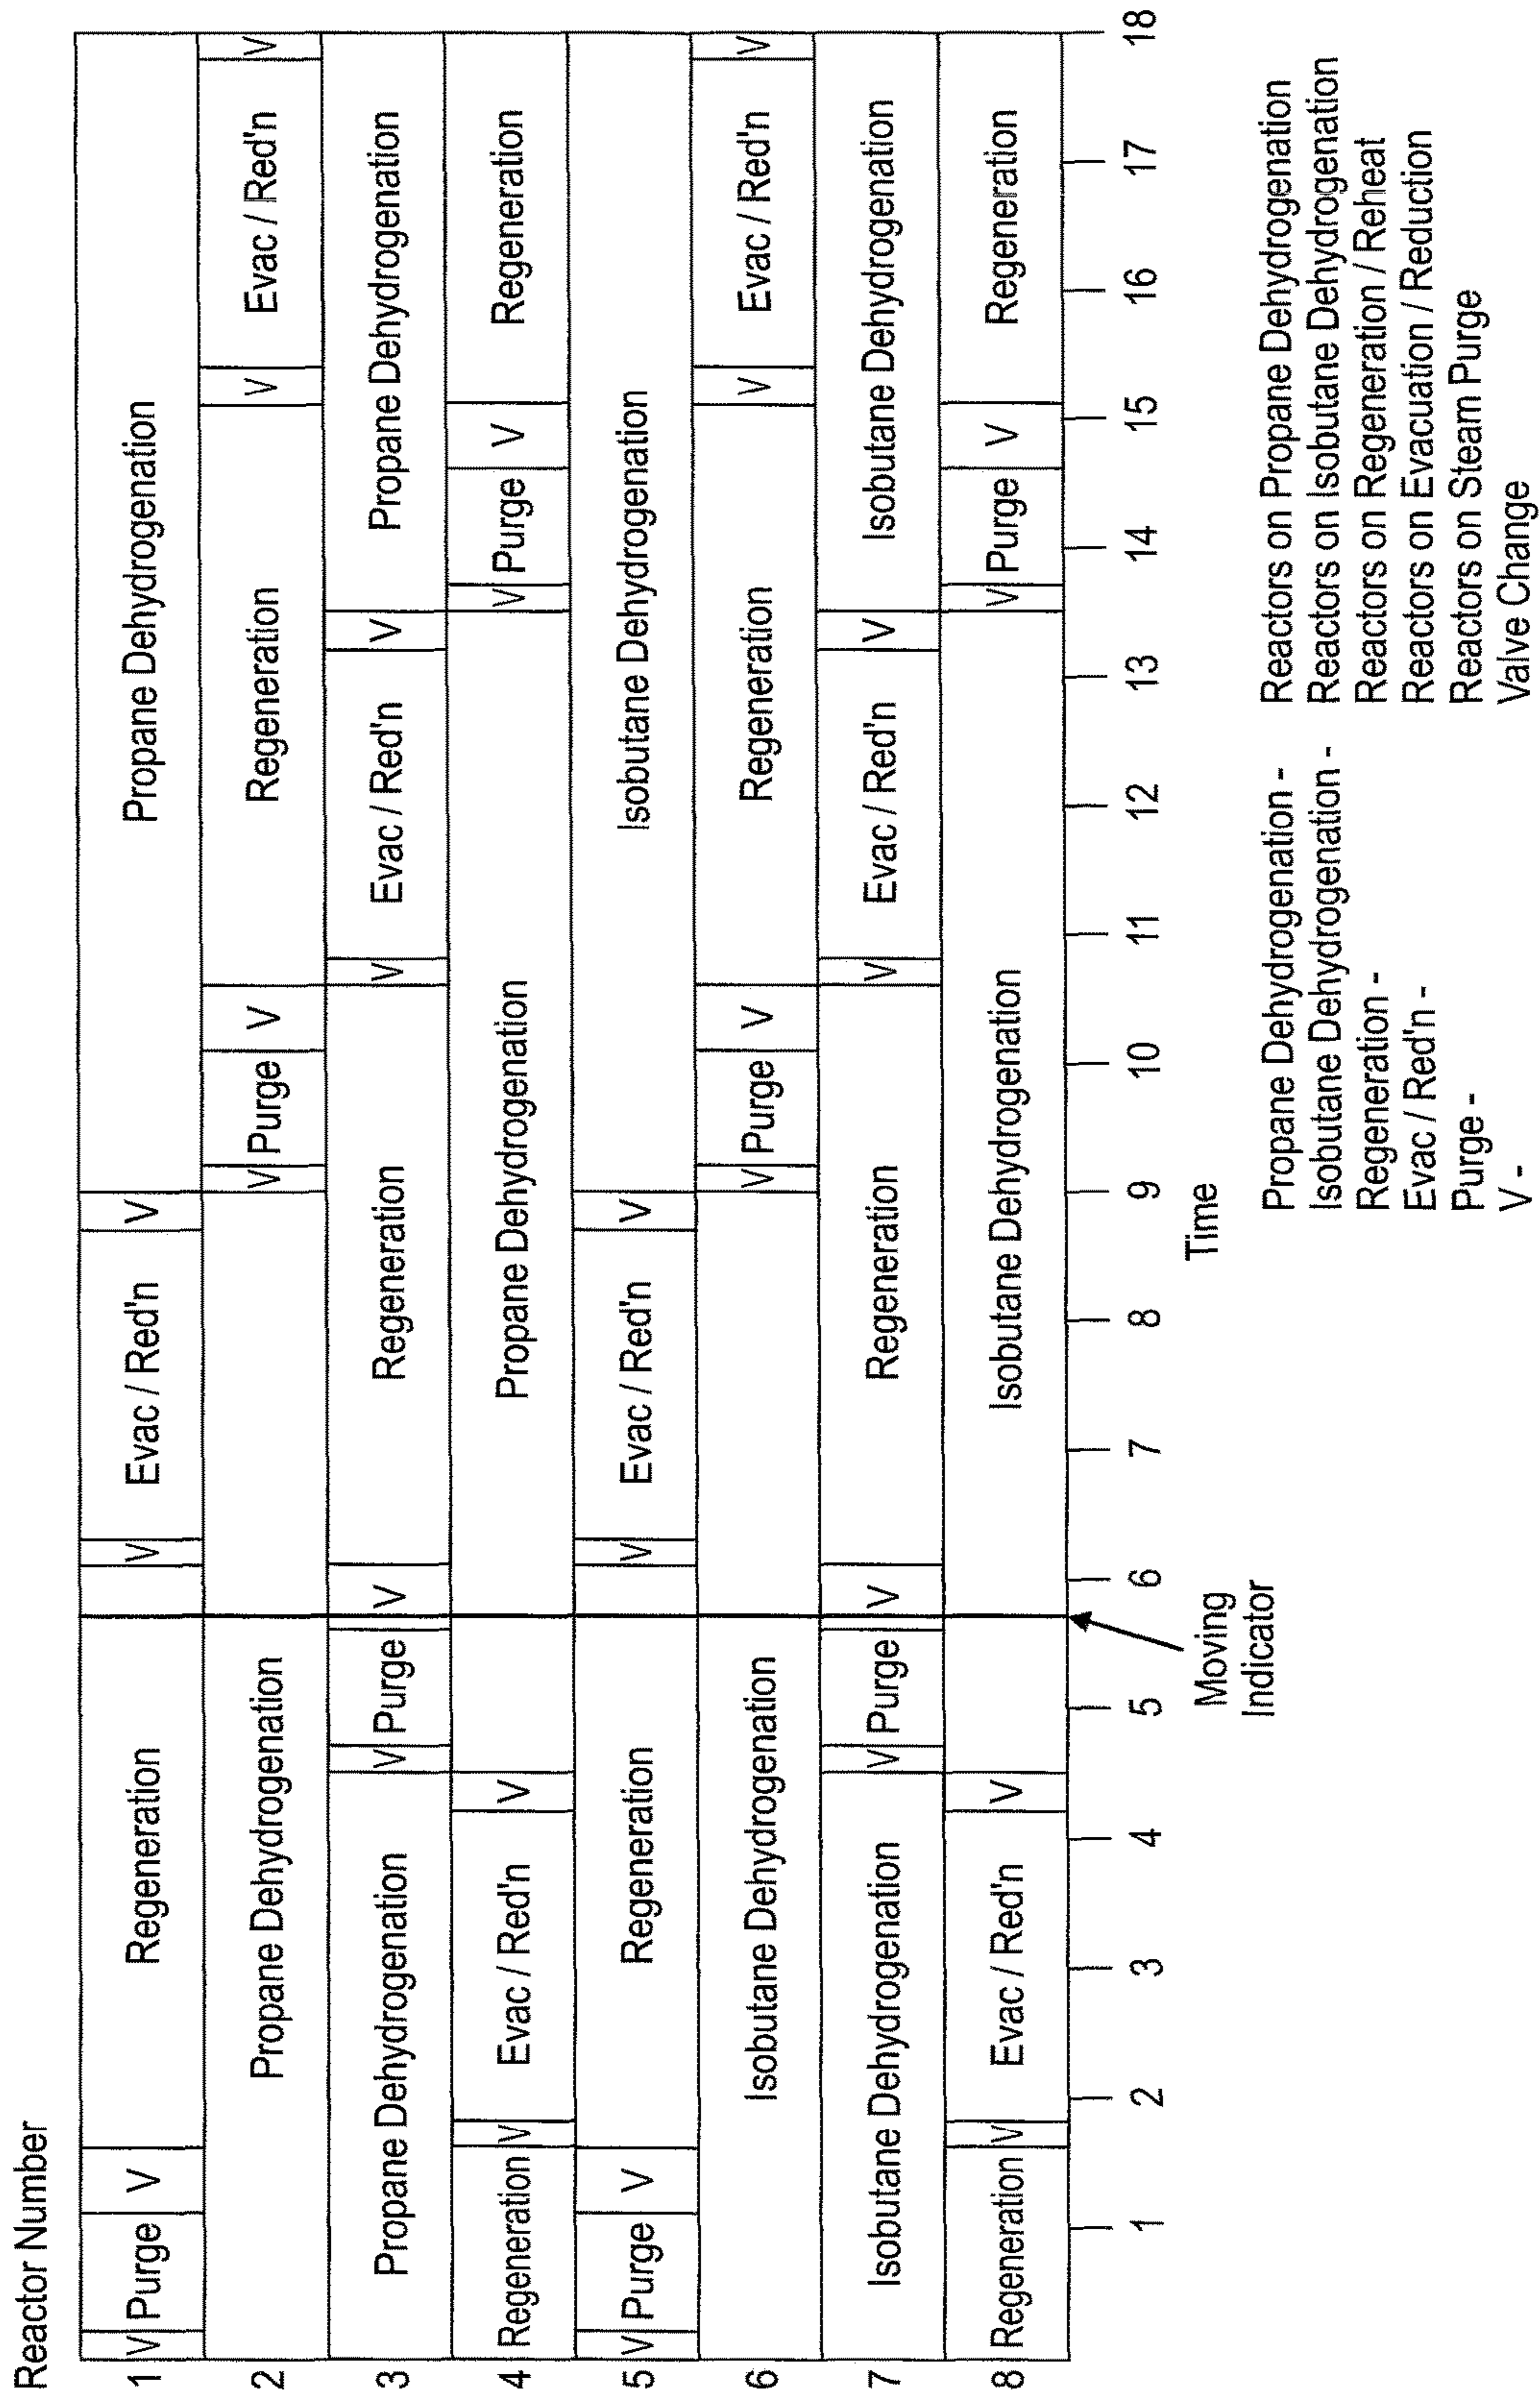 Reactor Number
1 V Purge V Regeneration V Evac / Red'n V Propane Dehydrogenation
2 Propane Dehydrogenation V Purge V Regeneration V Evac / Red'n V
3 Propane Dehydrogenation V Purge V Regeneration V Evac / Red'n V Propane Dehydrogenation
4 Regeneration V Evac / Red'n V Propane Dehydrogenation V Purge V Regeneration
5 V Purge V Regeneration V Evac / Red'n V Isobutane Dehydrogenation
6 Isobutane Dehydrogenation V Purge V Regeneration V Evac / Red'n V
7 Isobutane Dehydrogenation V Purge V Regeneration V Evac / Red'n V Isobutane Dehydrogenation
8 Regeneration V Evac / Red'n V Isobutane Dehydrogenation V Purge V Regeneration
1 2 3 4 5 6 7 8 9 10 11 12 13 14 15 16 17 18
Moving
Indicator
Time
Propane Dehydrogenation - Reactors on Propane Dehydrogenation
Isobutane Dehydrogenation - Reactors on Isobutane Dehydrogenation
Regeneration - Reactors on Regeneration / Reheat
Evac / Red'n - Reactors on Evacuation / Reduction
Purge - Reactors on Steam Purge
V - Valve Change